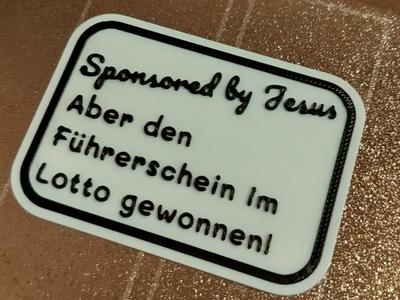 Sponsored by Jesus
Aber den
Führerschein Im
Lotto gewonnen!